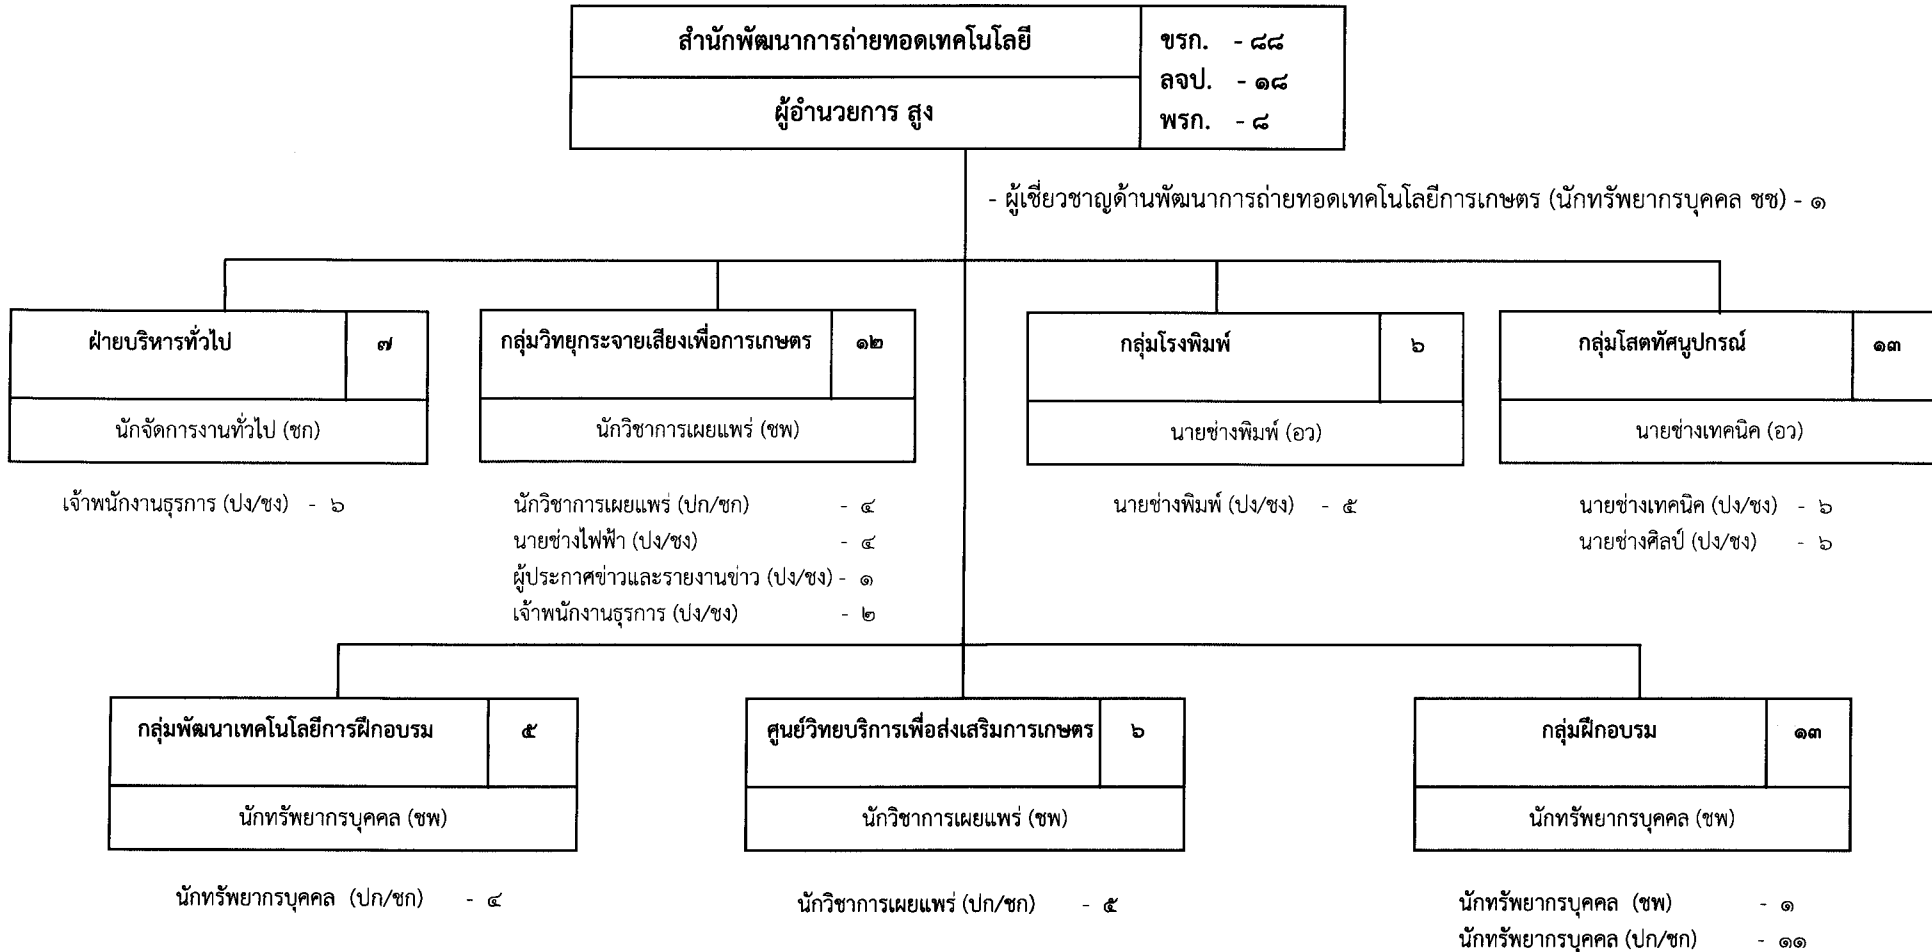 สำนักพัฒนาการถ่ายทอดเทคโนโลยี
ผู้อำนวยการ สูง
ขรก. - ๘๘
ลจป. - ๑๘
พรก. - ๘
- ผู้เชี่ยวชาญด้านพัฒนาการถ่ายทอดเทคโนโลยีการเกษตร (นักทรัพยากรบุคคล ชช) - ๑
ฝ่ายบริหารทั่วไป ๗
นักจัดการงานทั่วไป (ชก)
เจ้าพนักงานธุรการ (ปง/ชง) - ๖
กลุ่มวิทยุกระจายเสียงเพื่อการเกษตร ๑๒
นักวิชาการเผยแพร่ (ชพ)
นักวิชาการเผยแพร่ (ปก/ชก) - ๔
นายช่างไฟฟ้า (ปง/ชง) - ๔
ผู้ประกาศข่าวและรายงานข่าว (ปง/ชง) - ๑
เจ้าพนักงานธุรการ (ปง/ชง) - ๒
กลุ่มโรงพิมพ์ ๖
นายช่างพิมพ์ (อว)
นายช่างพิมพ์ (ปง/ชง) - ๕
กลุ่มโสตทัศนูปกรณ์ ๑๓
นายช่างเทคนิค (อว)
นายช่างเทคนิค (ปง/ชง) - ๖
นายช่างศิลป์ (ปง/ชง) - ๖
กลุ่มพัฒนาเทคโนโลยีการฝึกอบรม ๕
นักทรัพยากรบุคคล (ชพ)
นักทรัพยากรบุคคล (ปก/ชก) - ๔
ศูนย์วิทยบริการเพื่อส่งเสริมการเกษตร ๖
นักวิชาการเผยแพร่ (ชพ)
นักวิชาการเผยแพร่ (ปก/ชก) - ๕
กลุ่มฝึกอบรม ๑๓
นักทรัพยากรบุคคล (ชพ)
นักทรัพยากรบุคคล (ชพ) - ๑
นักทรัพยากรบุคคล (ปก/ชก) - ๑๑